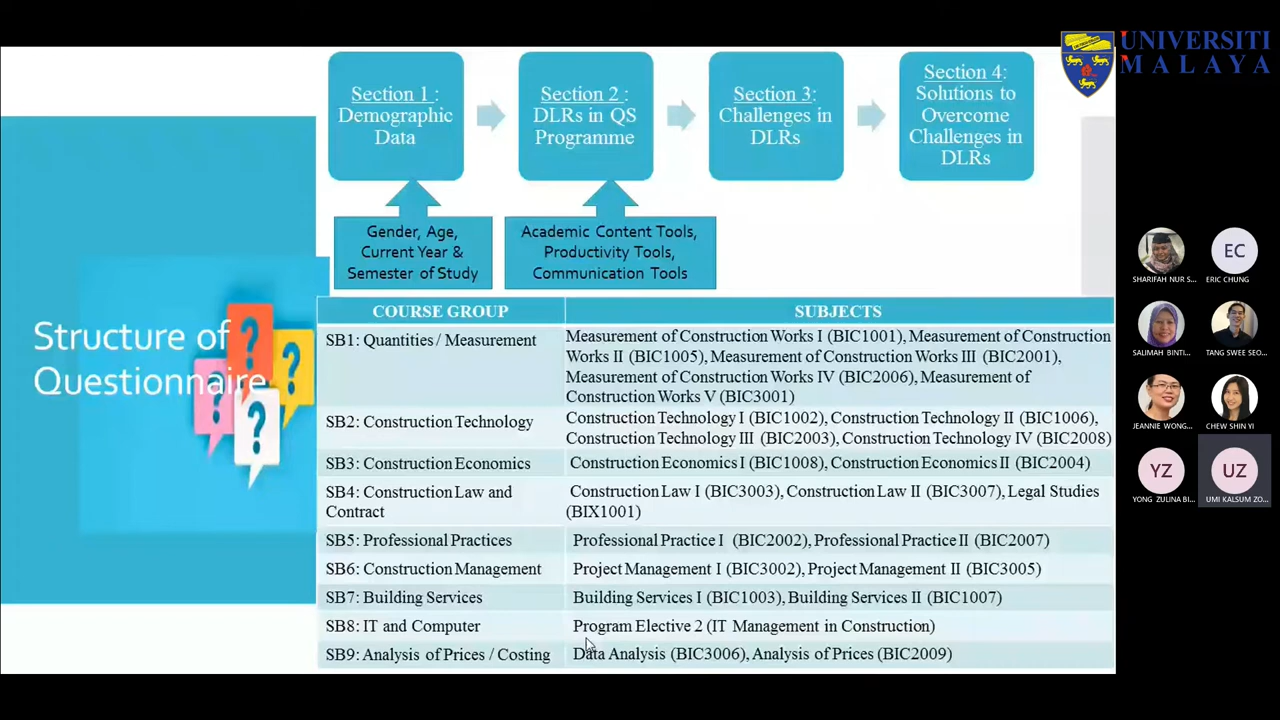 UNIVERSITI
MALAYA
Section 1 :
Demographic
Data
Section 2 :
DLRs in QS
Programme
Section 3:
Challenges in
DLRs
Section 4:
Solutions to
Overcome
Challenges in
DLRs
Gender, Age,
Current Year &
Semester of Study
Academic Content Tools,
Productivity Tools,
Communication Tools
Structure of
Questionnaire
COURSE GROUP
SUBJECTS
SB1: Quantities / Measurement
Measurement of Construction Works I (BIC1001), Measurement of Construction
Works II (BIC1005), Measurement of Construction Works III (BIC2001),
Measurement of Construction Works IV (BIC2006), Measurement of
Construction Works V (BIC3001)
SB2: Construction Technology
Construction Technology I (BIC1002), Construction Technology II (BIC1006),
Construction Technology III (BIC2003), Construction Technology IV (BIC2008)
SB3: Construction Economics
Construction Economics I (BIC1008), Construction Economics II (BIC2004)
SB4: Construction Law and
Contract
Construction Law I (BIC3003), Construction Law II (BIC3007), Legal Studies
(BIX1001)
SB5: Professional Practices
Professional Practice I (BIC2002), Professional Practice II (BIC2007)
SB6: Construction Management
Project Management I (BIC3002), Project Management II (BIC3005)
SB7: Building Services
Building Services I (BIC1003), Building Services II (BIC1007)
SB8: IT and Computer
Program Elective 2 (IT Management in Construction)
SB9: Analysis of Prices / Costing
Data Analysis (BIC3006), Analysis of Prices (BIC2009)
SHARIFAH NUR S...
EC
ERIC CHUNG
SALIMAH BINTI...
TANG SWEE SEO...
JEANNIE WONG...
CHEW SHIN YI
YZ
YONG ZULINA BI...
UZ
UMI KALSUM ZO...